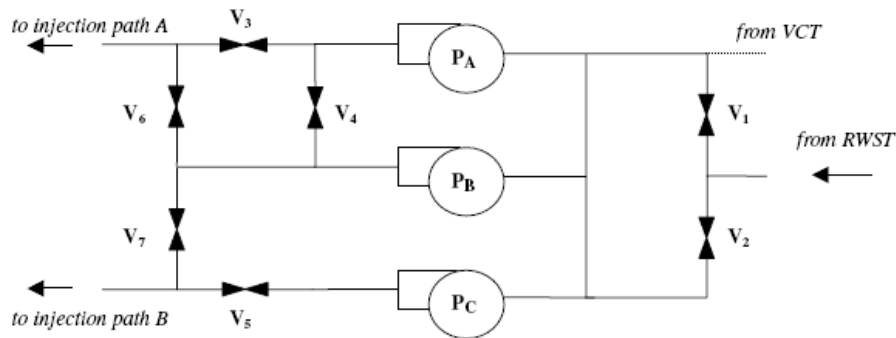 to injection path A
V3
PA
from VCT
V6
V4
V1
from RWST
PB
V7
V2
PC
to injection path B
V5